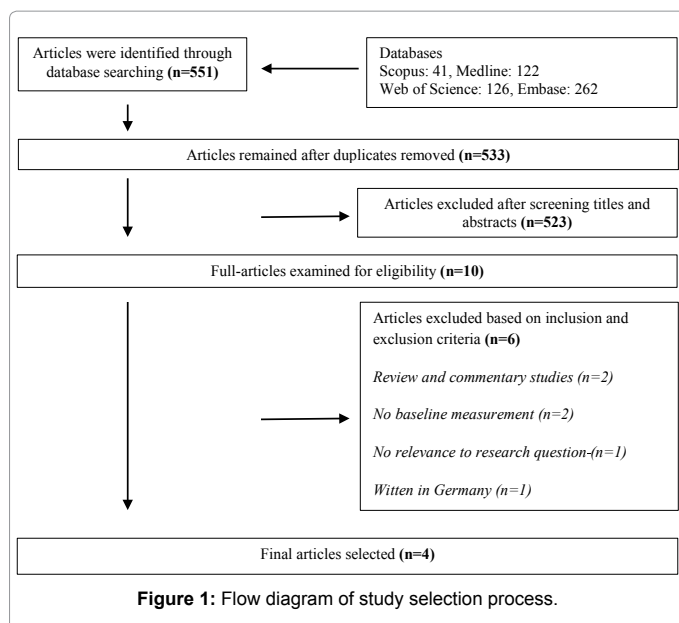 Articles were identified through
database searching (n=551)
Databases
Scopus: 41, Medline: 122
Web of Science: 126, Embase: 262
Articles remained after duplicates removed (n=533)
Articles excluded after screening titles and
abstracts (n=523)
Full-articles examined for eligibility (n=10)
Articles excluded based on inclusion and
exclusion criteria (n=6)
Review and commentary studies (n=2)
No baseline measurement (n=2)
No relevance to research question-(n=1)
Witten in Germany (n=1)
Final articles selected (n=4)
Figure 1: Flow diagram of study selection process.